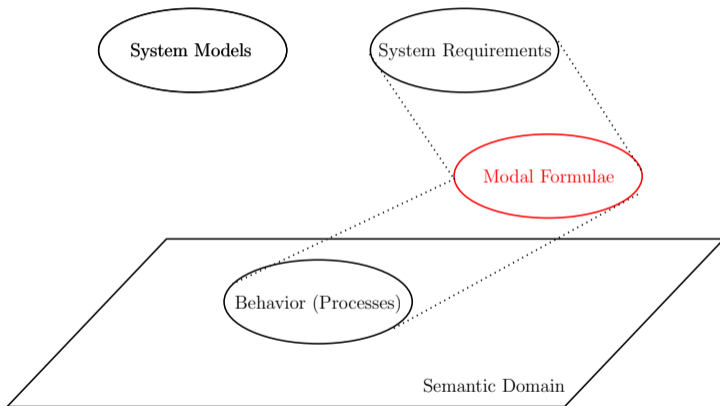 System Models
System Requirements
Modal Formulae
Behavior (Processes)
Semantic Domain